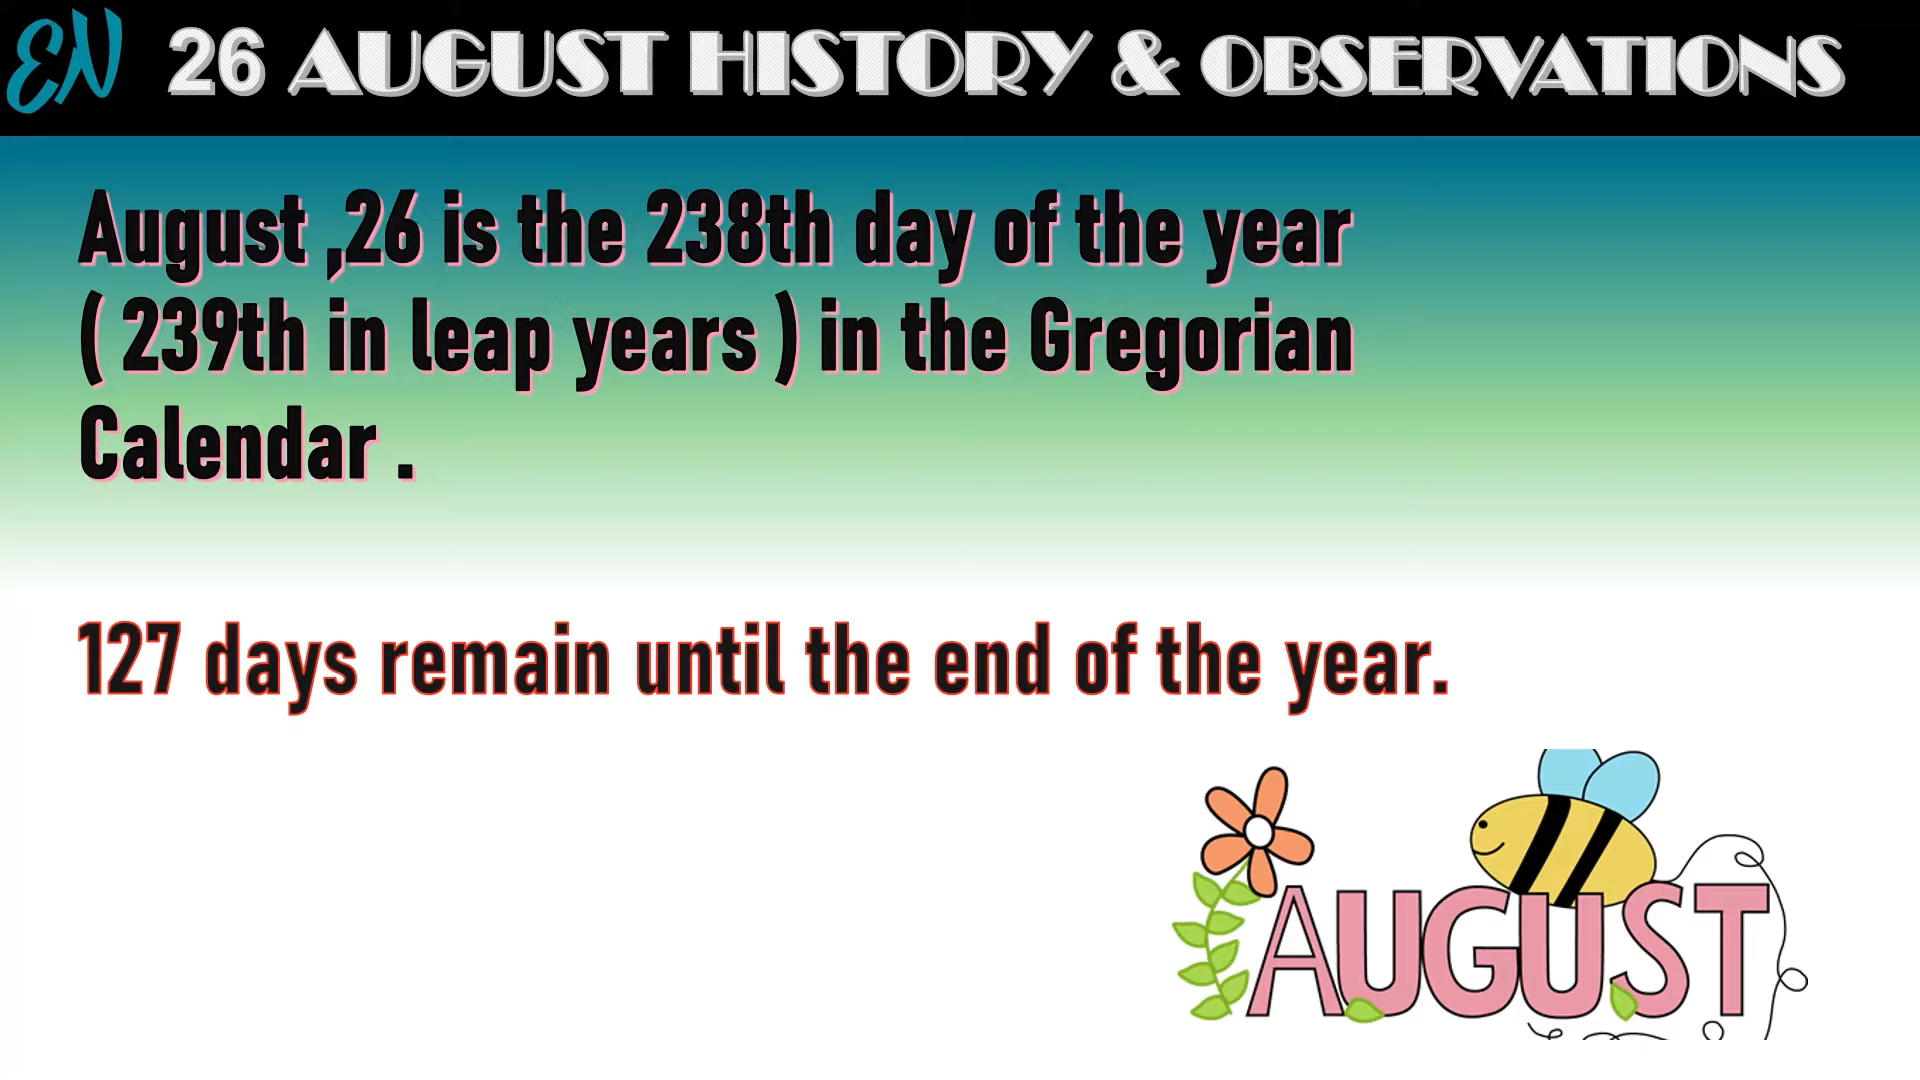 EN
26 AUGUST HISTORY & OBSERVATIONS
August ,26 is the 238th day of the year
( 239th in leap years ) in the Gregorian
Calendar .
127 days remain until the end of the year.
AUGUST